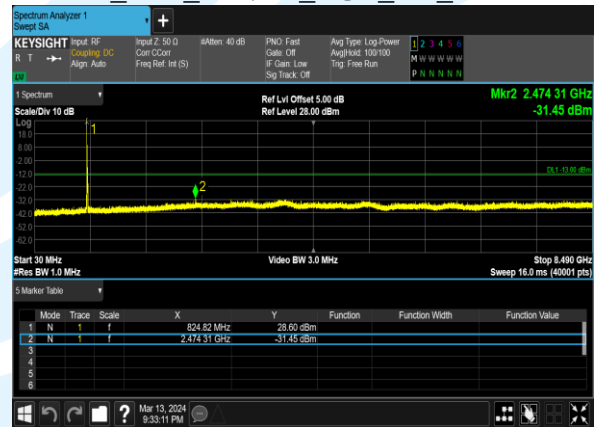 Spectrum Analyzer 1
Swept SA
KEYSIGHT Input: RF Input Z: 50 Ω #Atten: 40 dB PNO: Fast Avg Type: Log-Power 1 2 3 4 5 6
R T Coupling: DC Corr CCorr Gate: Off Avg|Hold: 100/100 M W W W W W
Align: Auto Freq Ref: Int (S) IF Gain: Low Trig: Free Run
LV Sig Track: Off P N N N N N
1 Spectrum Ref Lvl Offset 5.00 dB Mkr2 2.474 31 GHz
Scale/Div 10 dB Ref Level 28.00 dBm -31.45 dBm
Log
1
18.0
8.00
-2.00
-12.0 DL1 -13.00 dBm
-22.0 2
-32.0
-42.0
-52.0
-62.0
Start 30 MHz Video BW 3.0 MHz Stop 8.490 GHz
#Res BW 1.0 MHz Sweep 16.0 ms (40001 pts)
5 Marker Table
Mode Trace Scale X Y Function Function Width Function Value
1 N 1 f 824.82 MHz 28.60 dBm
2 N 1 f 2.474 31 GHz -31.45 dBm
3
4
5
6
? Mar 13, 2024
9:33:11 PM